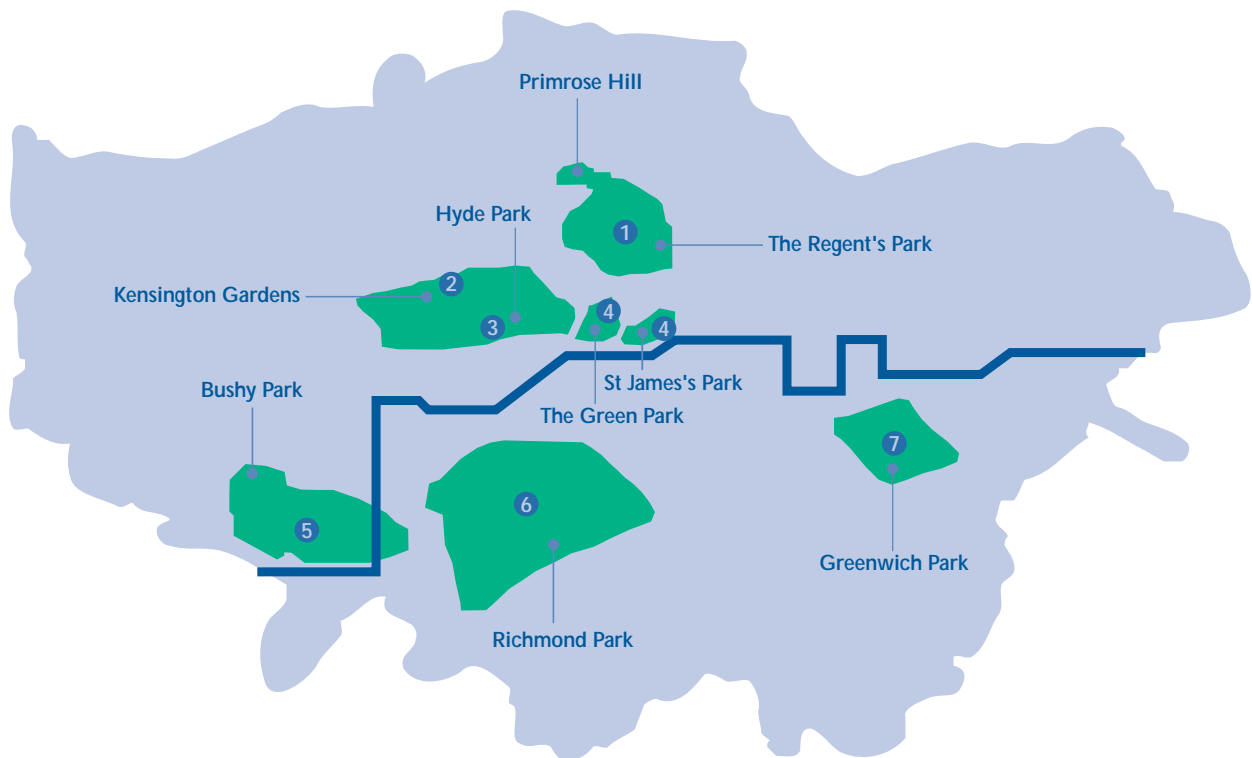 Primrose Hill
Hyde Park
1
The Regent's Park
2
Kensington Gardens
3
4
4
St James's Park
Bushy Park
The Green Park
7
6
5
Greenwich Park
Richmond Park